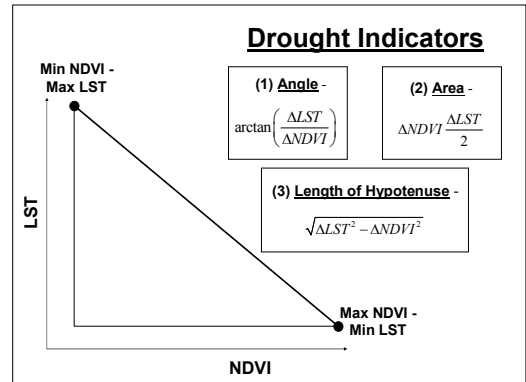 Drought Indicators
Min NDVI -
Max LST
(1) Angle -
arctan(ΔLST/ΔNDVI)
(2) Area -
ΔNDVI ΔLST/2
(3) Length of Hypotenuse -
√ΔLST² − ΔNDVI²
LST
Max NDVI -
Min LST
NDVI